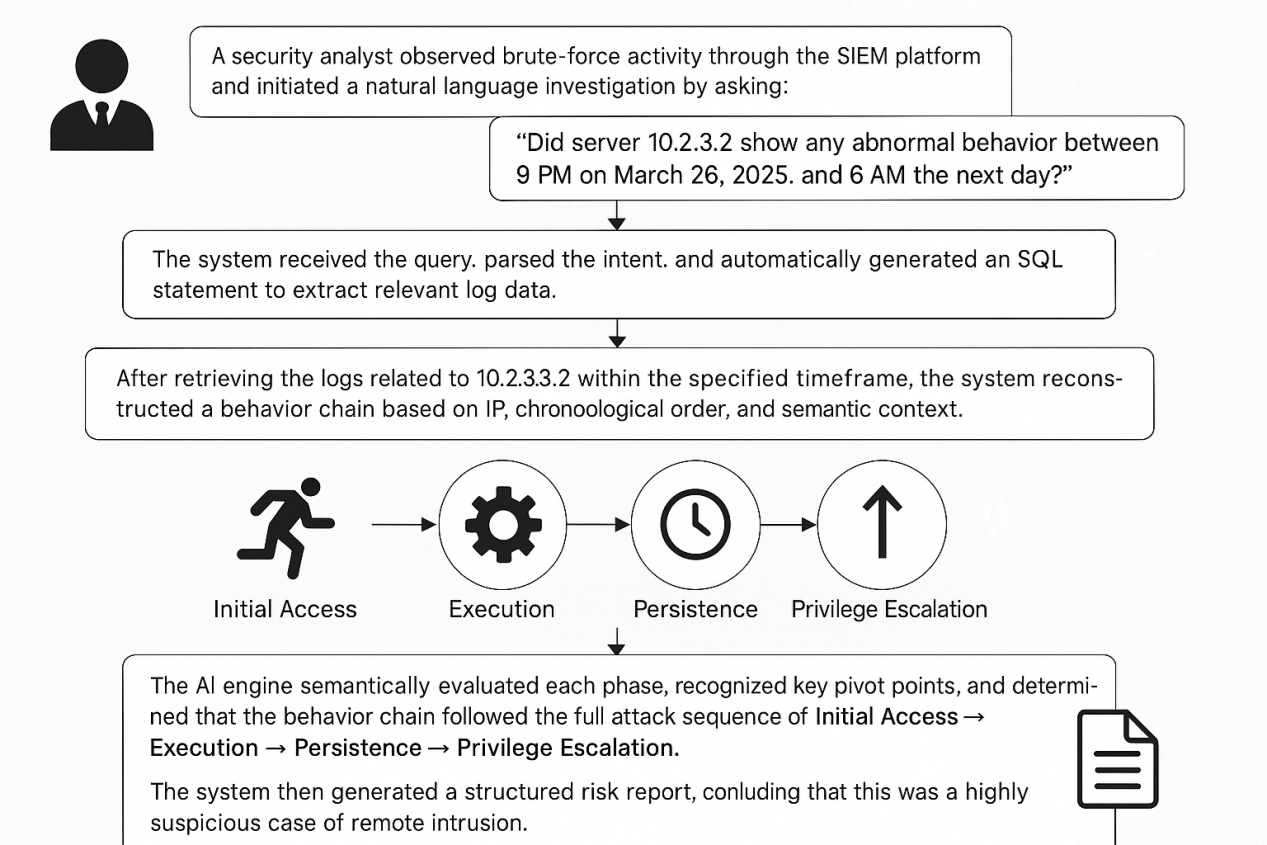 A security analyst observed brute-force activity through the SIEM platform
and initiated a natural language investigation by asking:
“Did server 10.2.3.2 show any abnormal behavior between
9 PM on March 26, 2025. and 6 AM the next day?”
The system received the query. parsed the intent. and automatically generated an SQL
statement to extract relevant log data.
After retrieving the logs related to 10.2.3.3.2 within the specified timeframe, the system recons-
tructed a behavior chain based on IP, chronoological order, and semantic context.
Initial Access
Execution
Persistence
Privilege Escalation
The AI engine semantically evaluated each phase, recognized key pivot points, and determi-
ned that the behavior chain followed the full attack sequence of Initial Access →
Execution → Persistence → Privilege Escalation.
The system then generated a structured risk report, conluding that this was a highly
suspicious case of remote intrusion.